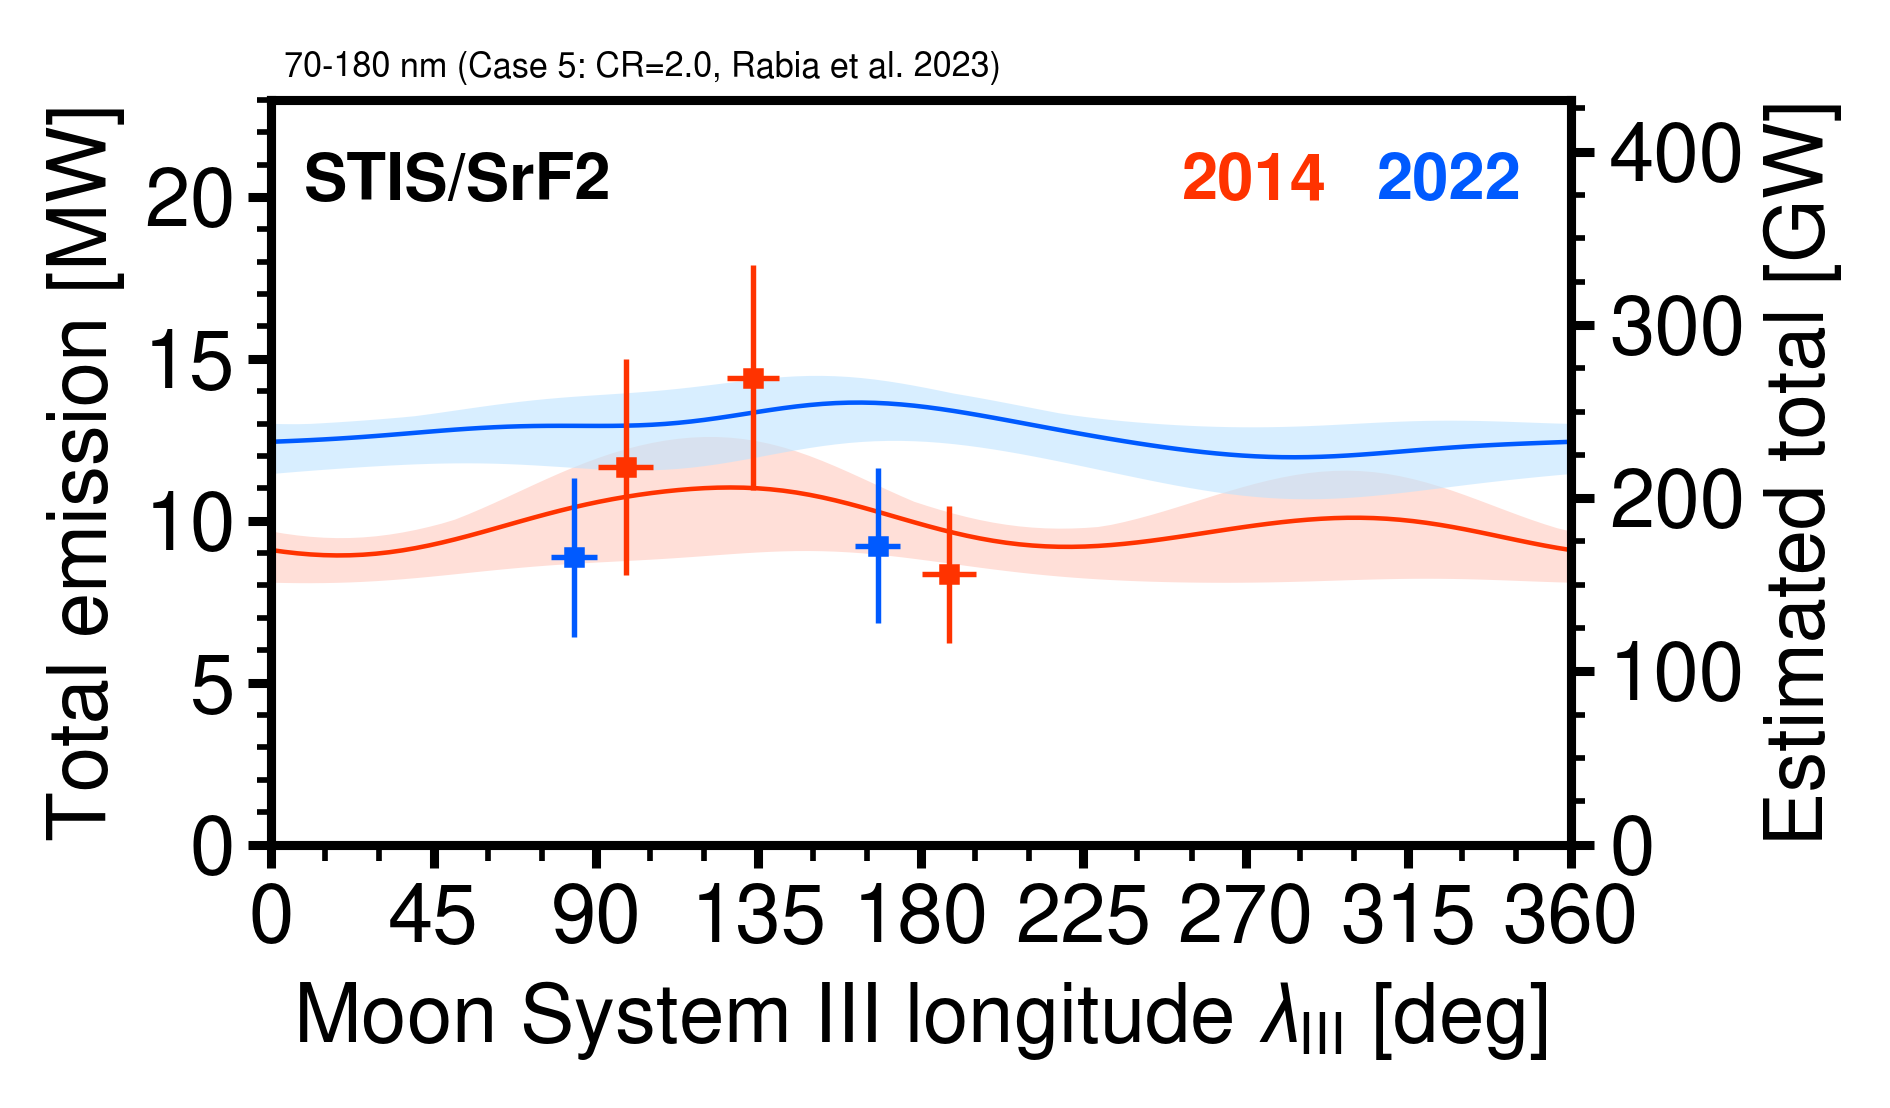 70-180 nm (Case 5: CR=2.0, Rabia et al. 2023)
STIS/SrF2
2014 2022
Total emission [MW]
20
15
10
5
0
400
300
200
100
0
Estimated total [GW]
0 45 90 135 180 225 270 315 360
Moon System III longitude λIII [deg]